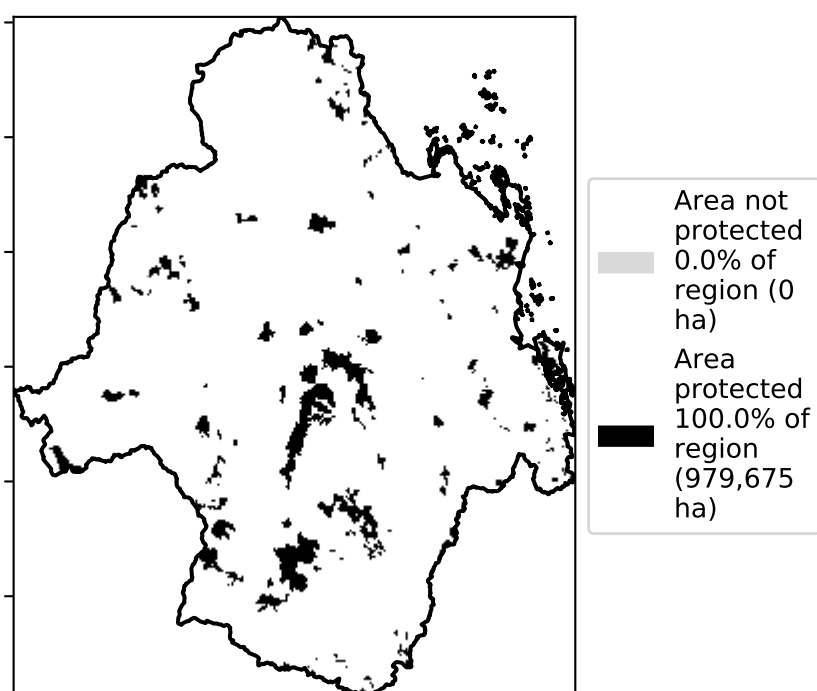 Area not
protected
0.0% of
region (0
ha)
Area
protected
100.0% of
region
(979,675
ha)